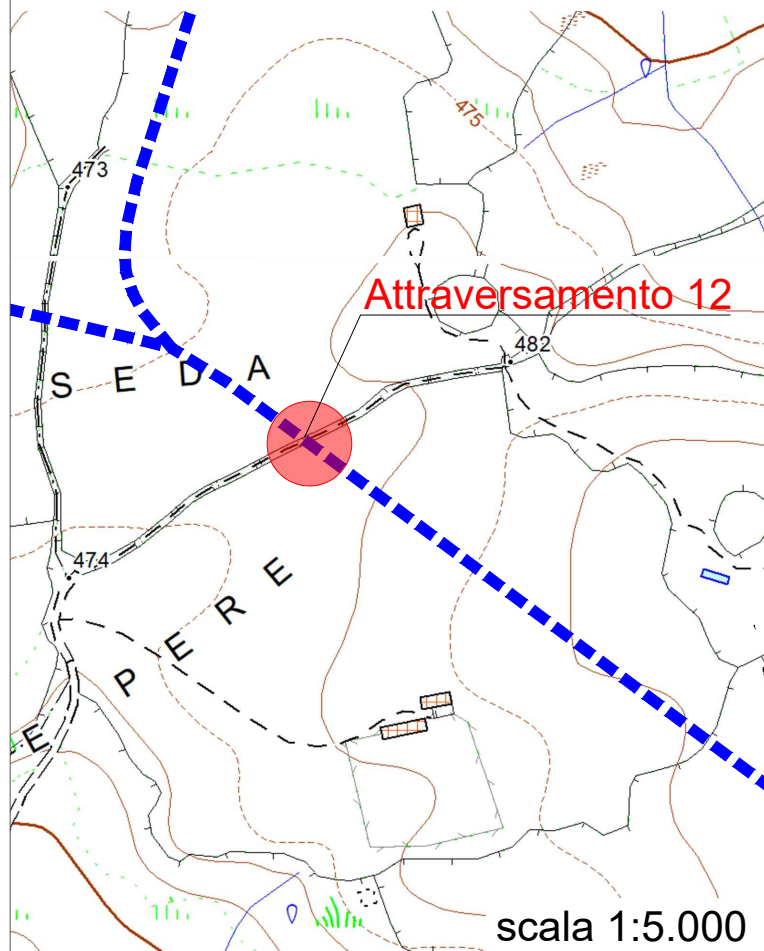 475
473
Attraversamento 12
482
S E D A
474
E P E R E
scala 1:5.000